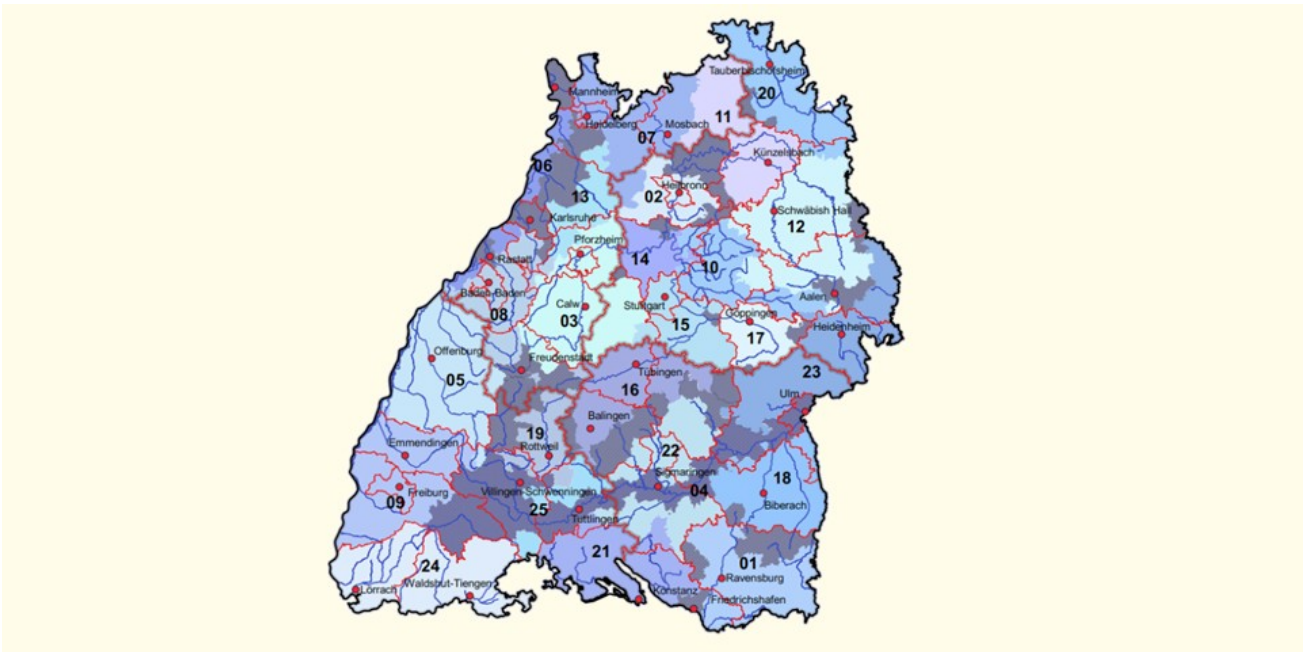 Tauberbischofsheim
20
Mannheim
11
Heidelberg
07
Mosbach
06
Künzelsbach
13
02
Heilbronn
Schwäbish Hall
12
Karlsruhe
Pforzheim
14
10
Rastatt
Baden-Baden
Aalen
08
Calw
03
Stuttgart
15
Göppingen
17
Heidenheim
Offenburg
05
Freudenstadt
Tübingen
16
23
Ulm
Balingen
19
Rottweil
Emmendingen
22
Sigmaringen
18
04
Villingen-Schwenningen
Freiburg
09
25
Tuttlingen
Biberach
21
24
01
Lörrach
Waldshut-Tiengen
Ravensburg
Konstanz
Friedrichshafen